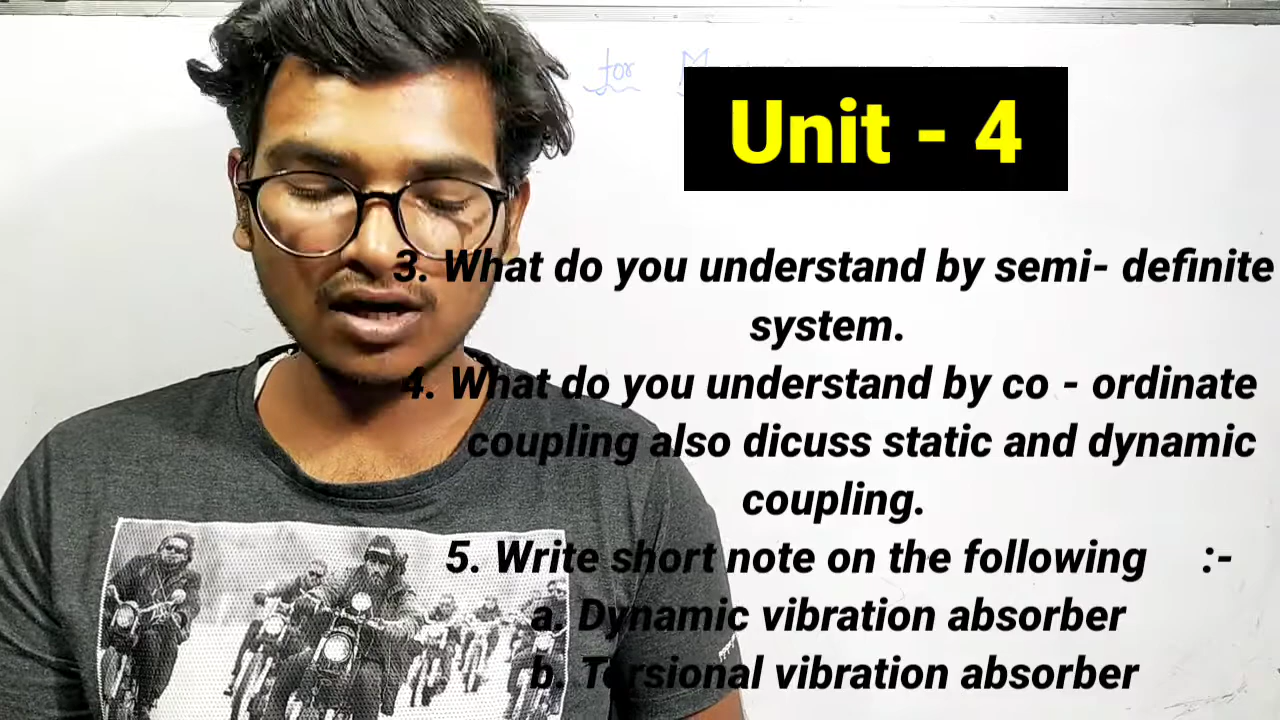 for
Unit - 4
3. What do you understand by semi- definite
system.
4. What do you understand by co - ordinate
coupling also dicuss static and dynamic
coupling.
5. Write short note on the following :-
a. Dynamic vibration absorber
b. Torsional vibration absorber